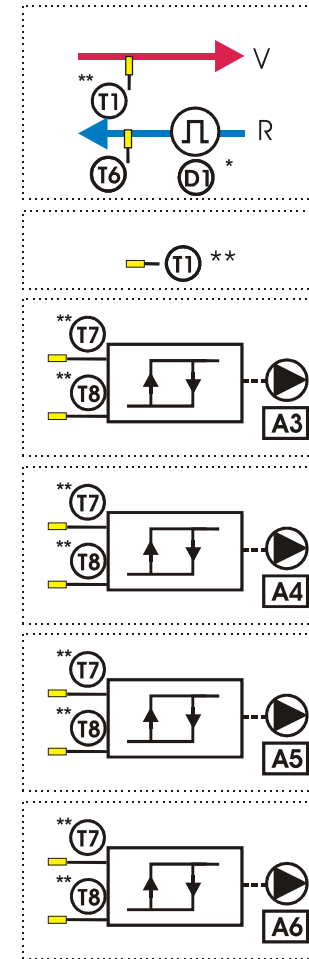 V
**
T1
R
T6
D1 *
T1 **
** T7
** T8
A3
** T7
** T8
A4
** T7
** T8
A5
** T7
** T8
A6